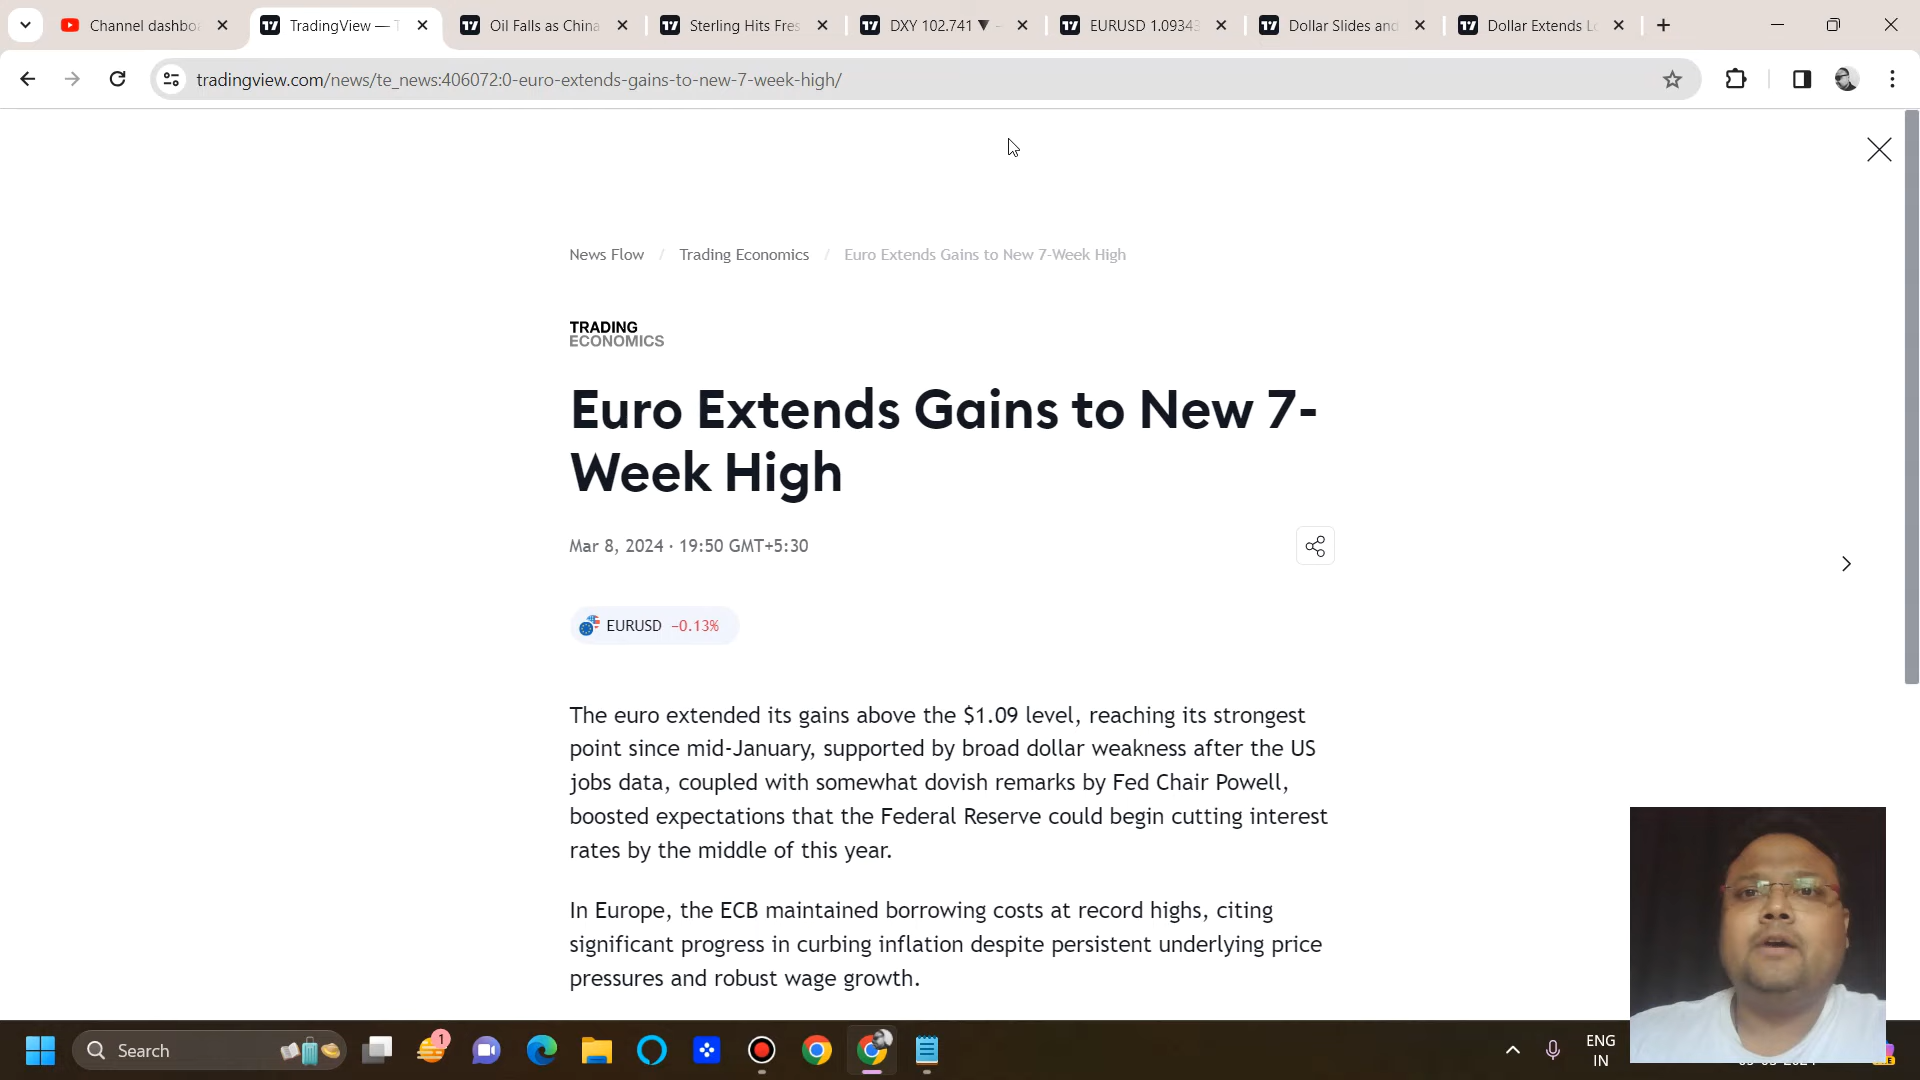 Channel dashboa
TradingView — T
Oil Falls as China
Sterling Hits Fres
DXY 102.741 ▼ −
EURUSD 1.09343
Dollar Slides and
Dollar Extends Lo
tradingview.com/news/te_news:406072:0-euro-extends-gains-to-new-7-week-high/
News Flow / Trading Economics / Euro Extends Gains to New 7-Week High
TRADING
ECONOMICS
Euro Extends Gains to New 7-
Week High
Mar 8, 2024 · 19:50 GMT+5:30
EURUSD −0.13%
The euro extended its gains above the $1.09 level, reaching its strongest
point since mid-January, supported by broad dollar weakness after the US
jobs data, coupled with somewhat dovish remarks by Fed Chair Powell,
boosted expectations that the Federal Reserve could begin cutting interest
rates by the middle of this year.
In Europe, the ECB maintained borrowing costs at record highs, citing
significant progress in curbing inflation despite persistent underlying price
pressures and robust wage growth.
Search
1
ENG
IN